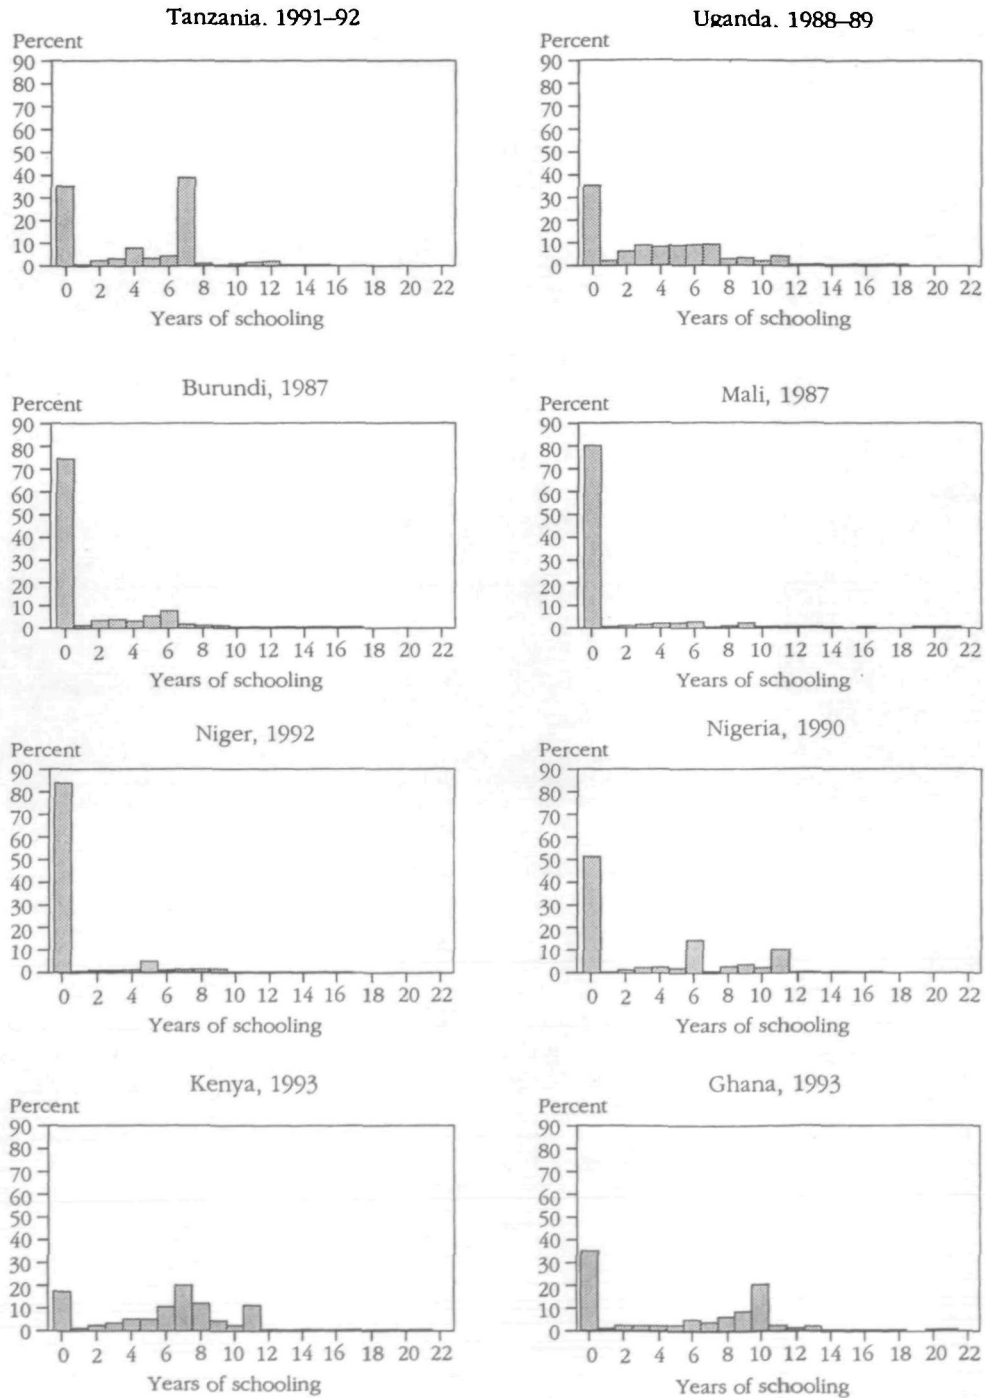 Tanzania. 1991–92
Percent
90
80
70
60
50
40
30
20
10
0
0 2 4 6 8 10 12 14 16 18 20 22
Years of schooling
Uganda. 1988–89
Percent
90
80
70
60
50
40
30
20
10
0
0 2 4 6 8 10 12 14 16 18 20 22
Years of schooling
Burundi, 1987
Percent
90
80
70
60
50
40
30
20
10
0
0 2 4 6 8 10 12 14 16 18 20 22
Years of schooling
Mali, 1987
Percent
90
80
70
60
50
40
30
20
10
0
0 2 4 6 8 10 12 14 16 18 20 22
Years of schooling
Niger, 1992
Percent
90
80
70
60
50
40
30
20
10
0
0 2 4 6 8 10 12 14 16 18 20 22
Years of schooling
Nigeria, 1990
Percent
90
80
70
60
50
40
30
20
10
0
0 2 4 6 8 10 12 14 16 18 20 22
Years of schooling
Kenya, 1993
Percent
90
80
70
60
50
40
30
20
10
0
0 2 4 6 8 10 12 14 16 18 20 22
Years of schooling
Ghana, 1993
Percent
90
80
70
60
50
40
30
20
10
0
0 2 4 6 8 10 12 14 16 18 20 22
Years of schooling